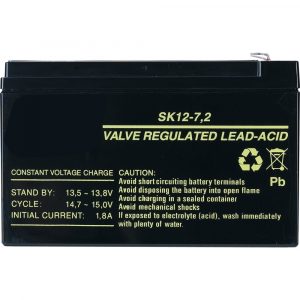 SK12-7,2
VALVE REGULATED LEAD-ACID
CONSTANT VOLTAGE CHARGE
STAND BY: 13,5 – 13,8V
CYCLE: 14,7 – 15,0V
INITIAL CURRENT: 1,8A
CAUTION:
Avoid short circuiting battery terminals
Avoid dropping the battery into open flame
Avoid charging in a sealed container
Avoid mechanical shocks
If exposed to electrolyte (acid), wash immediately
with plenty of water.
Pb